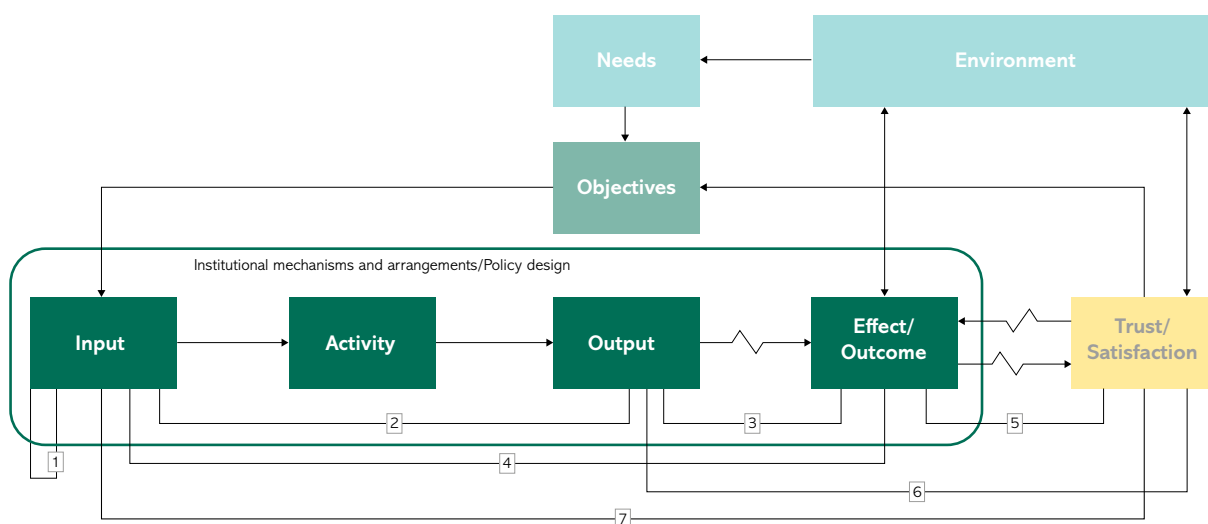 Needs
Environment
Objectives
Institutional mechanisms and arrangements/Policy design
Input
Activity
Output
Effect/
Outcome
Trust/
Satisfaction
2
3
5
1
4
6
7